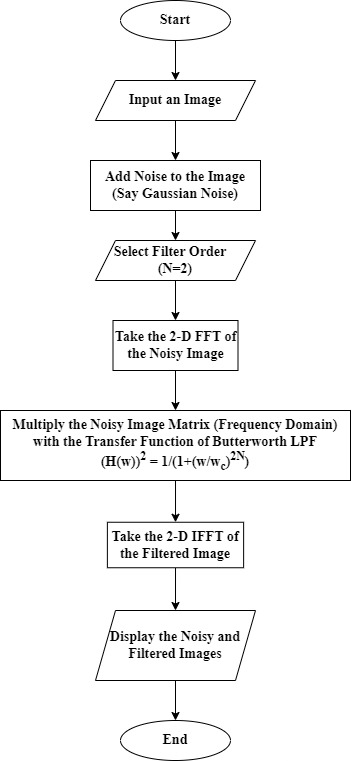 Start
Input an Image
Add Noise to the Image
(Say Gaussian Noise)
Select Filter Order
(N=2)
Take the 2-D FFT of
the Noisy Image
Multiply the Noisy Image Matrix (Frequency Domain)
with the Transfer Function of Butterworth LPF
(H(w))² = 1/(1+(w/w_c)^2N)
Take the 2-D IFFT of
the Filtered Image
Display the Noisy and
Filtered Images
End